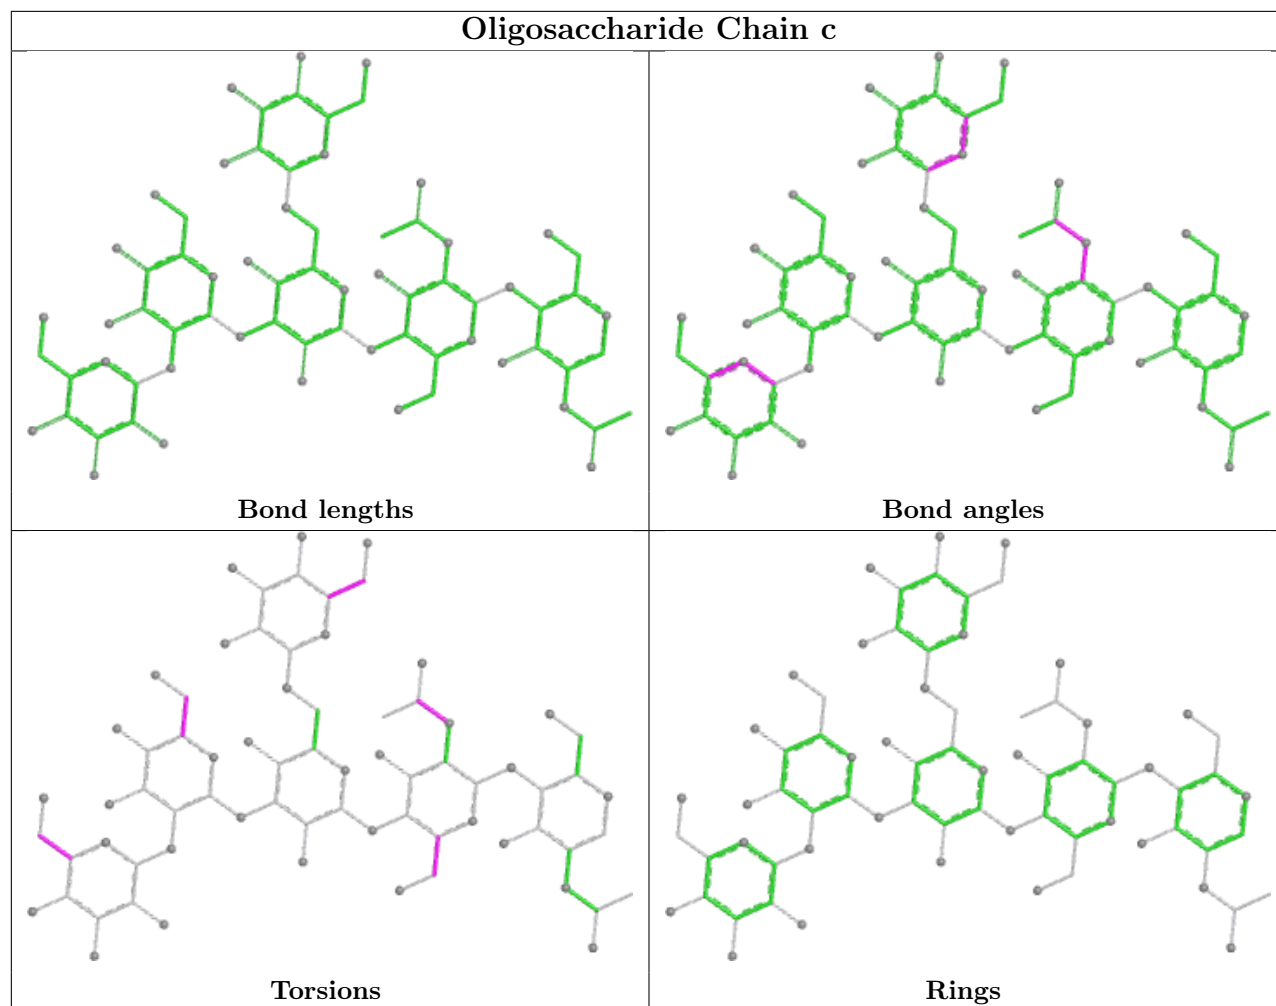 Oligosaccharide Chain c
Bond lengths
Bond angles
Torsions
Rings